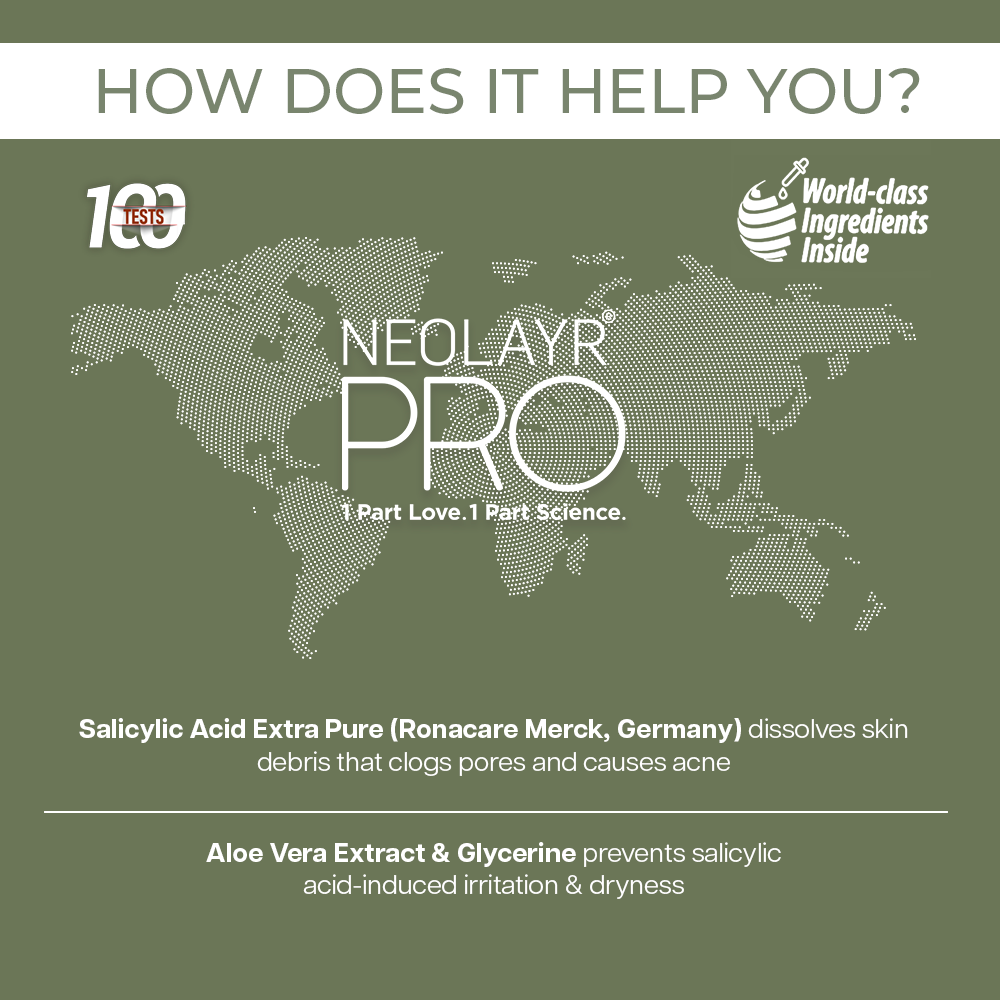 HOW DOES IT HELP YOU?
100
TESTS
World-class
Ingredients
Inside
NEOLAYR®
PRO
1 Part Love.1 Part Science.
Salicylic Acid Extra Pure (Ronacare Merck, Germany) dissolves skin
debris that clogs pores and causes acne
Aloe Vera Extract & Glycerine prevents salicylic
acid-induced irritation & dryness